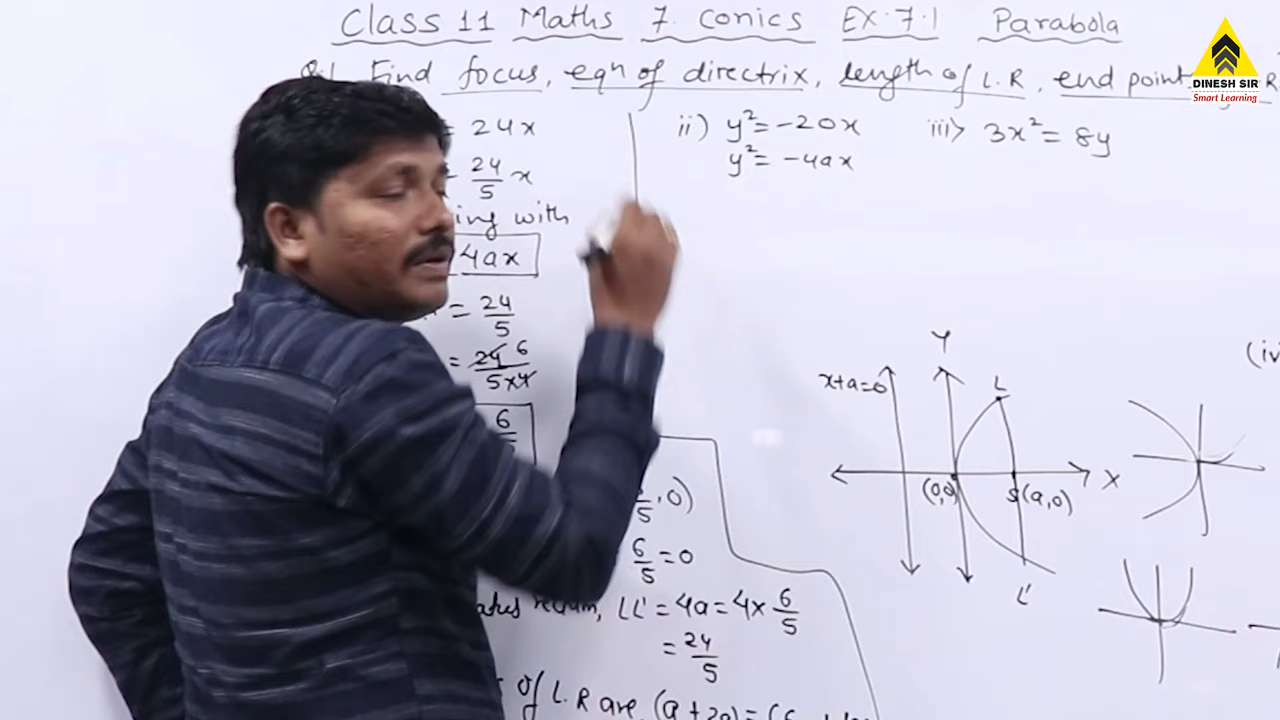 Class 11 Maths 7. Conics EX.7.1 Parabola
Find focus, eqn of directrix, length of L.R, end point
DINESH SIR
Smart Learning
= 24x
= 24/5 x
ing with
4ax
= 24/5
= 24 6 / 5×4
6
ii) y²= -20x
y²= -4ax
iii> 3x² = 8y
(iv
Y
x+a=0
L
(0,0)
S(a,0)
X
L'
/5, 0)
6/5 = 0
rectum, LL' = 4a = 4× 6/5
= 24/5
of L.R are, (a ± 2a) = (6